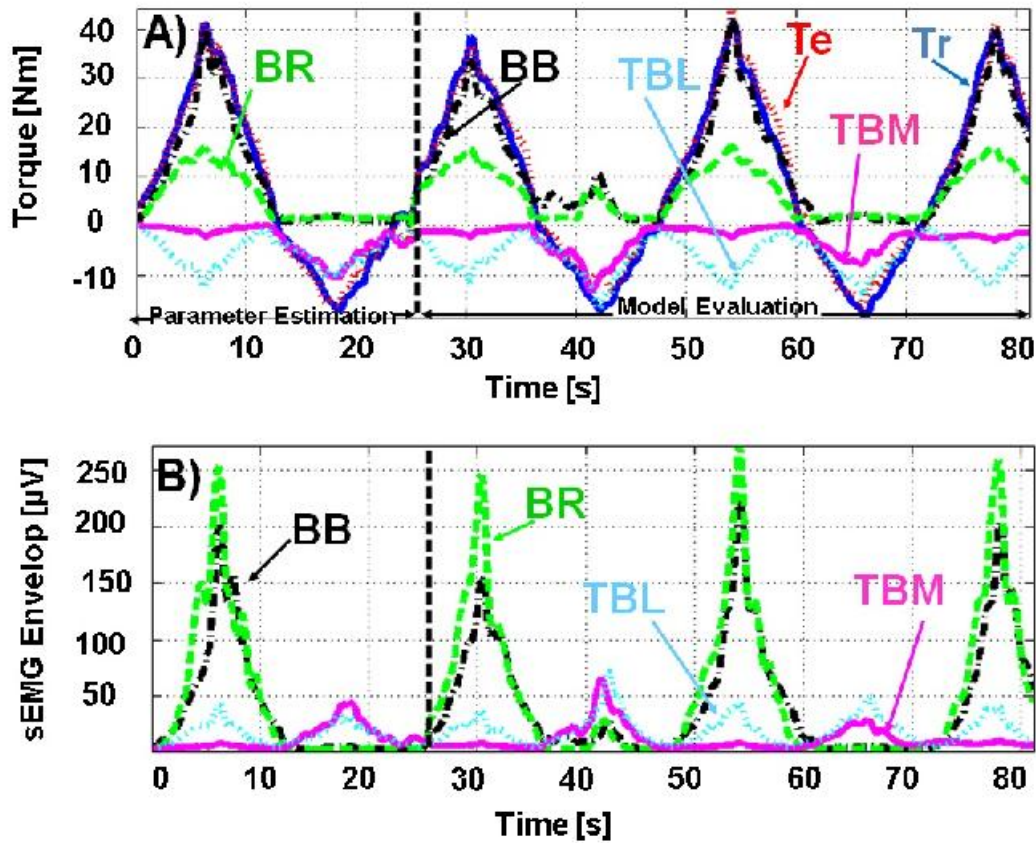 A)
BR
BB
TBL
Te
Tr
TBM
Torque [Nm]
40
30
20
10
0
-10
Parameter Estimation
Model Evaluation
0 10 20 30 40 50 60 70 80
Time [s]
B)
BB
BR
TBL
TBM
sEMG Envelop [µV]
250
200
150
100
50
0 10 20 30 40 50 60 70 80
Time [s]